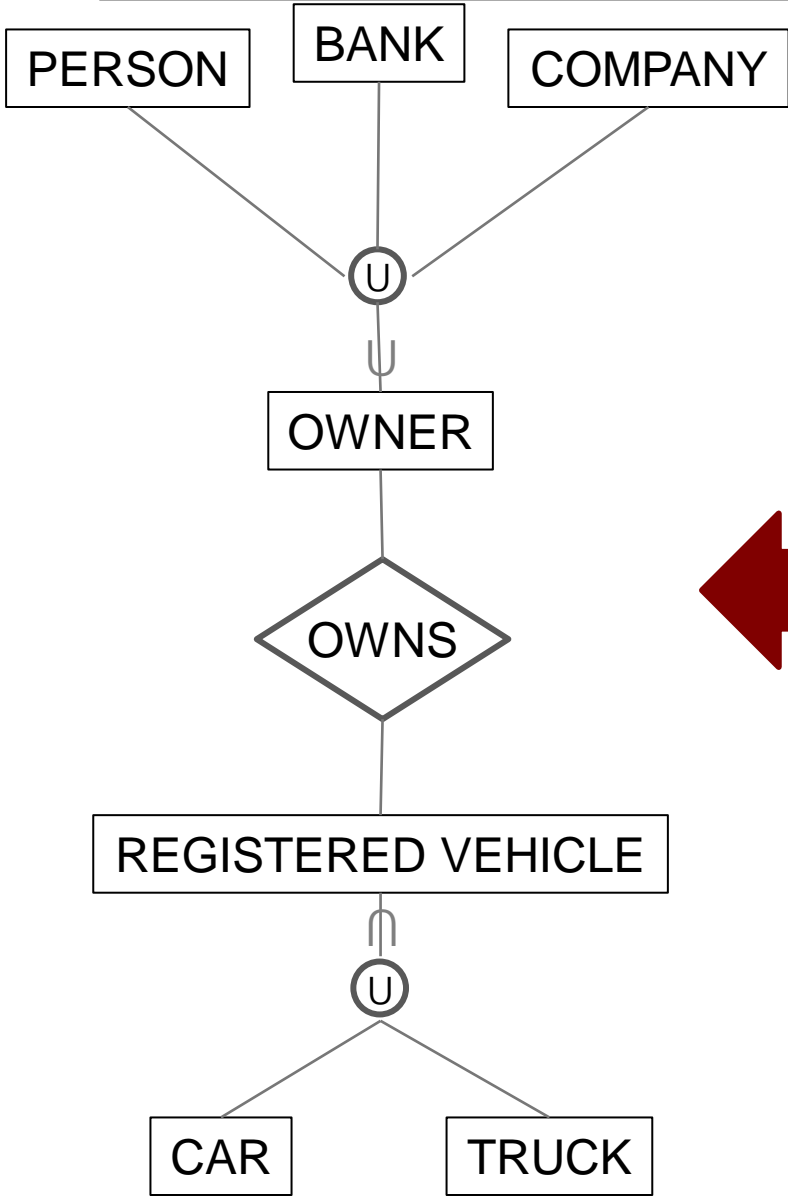 PERSON
BANK
COMPANY
U
OWNER
OWNS
REGISTERED VEHICLE
U
CAR
TRUCK